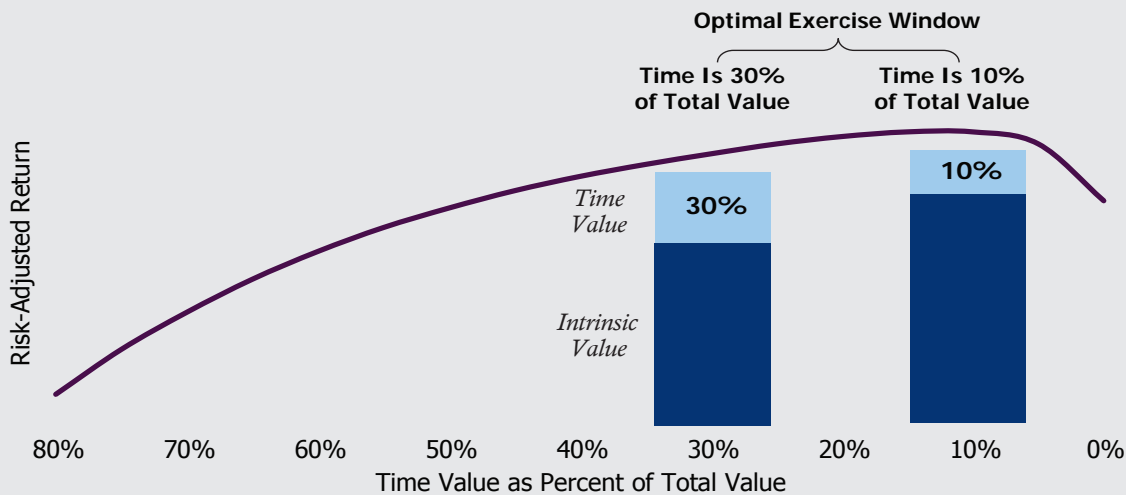 Optimal Exercise Window
Time Is 30%
of Total Value
Time Is 10%
of Total Value
Risk-Adjusted Return
Time
Value
30%
10%
Intrinsic
Value
80%
70%
60%
50%
40%
30%
20%
10%
0%
Time Value as Percent of Total Value